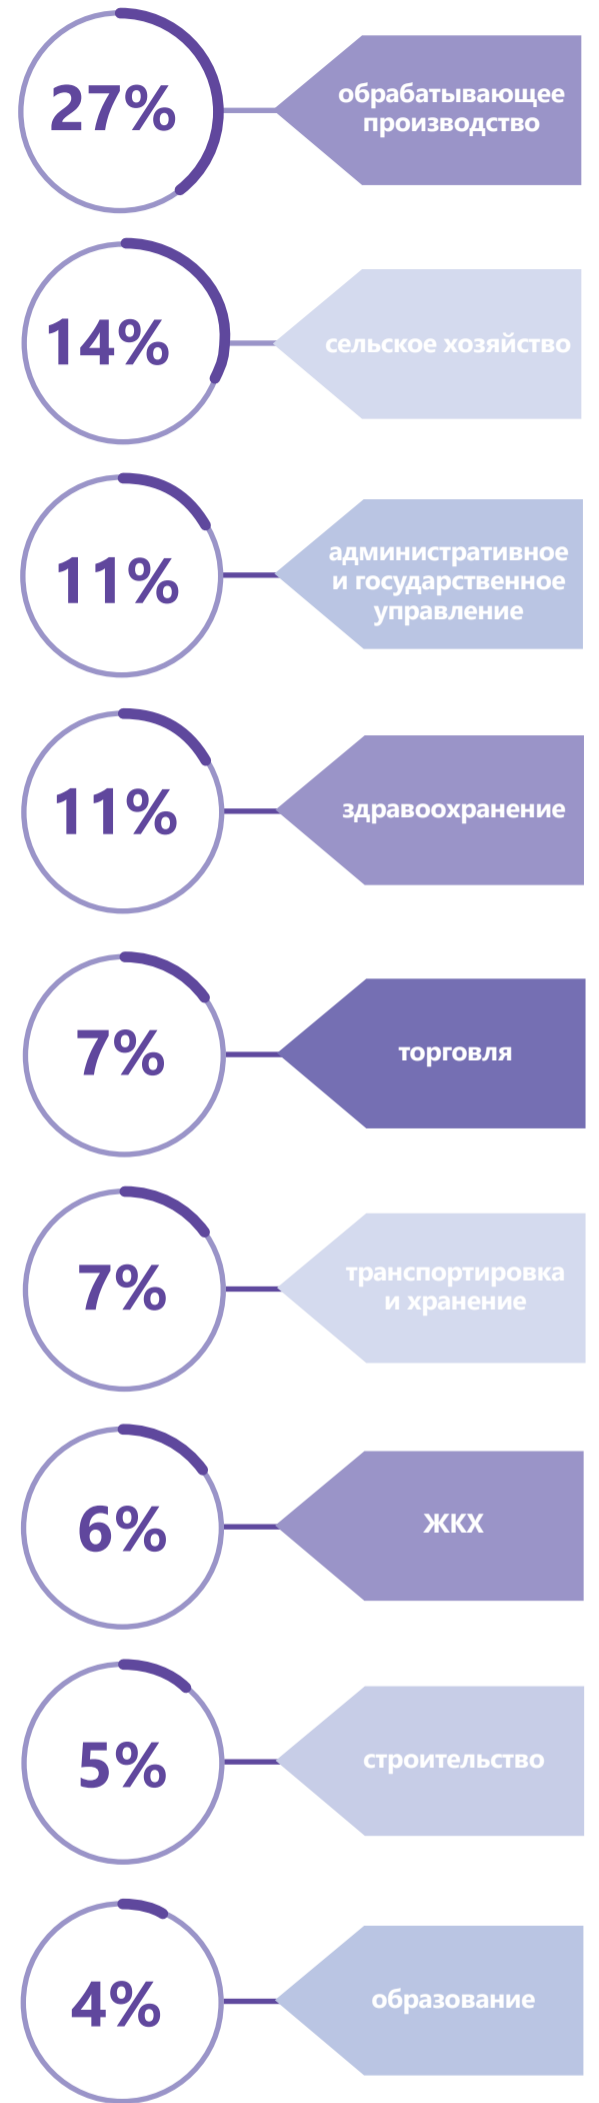 27%
обрабатывающее
производство
14%
сельское хозяйство
11%
административное
и государственное
управление
11%
здравоохранение
7%
торговля
7%
транспортировка
и хранение
6%
ЖКХ
5%
строительство
4%
образование